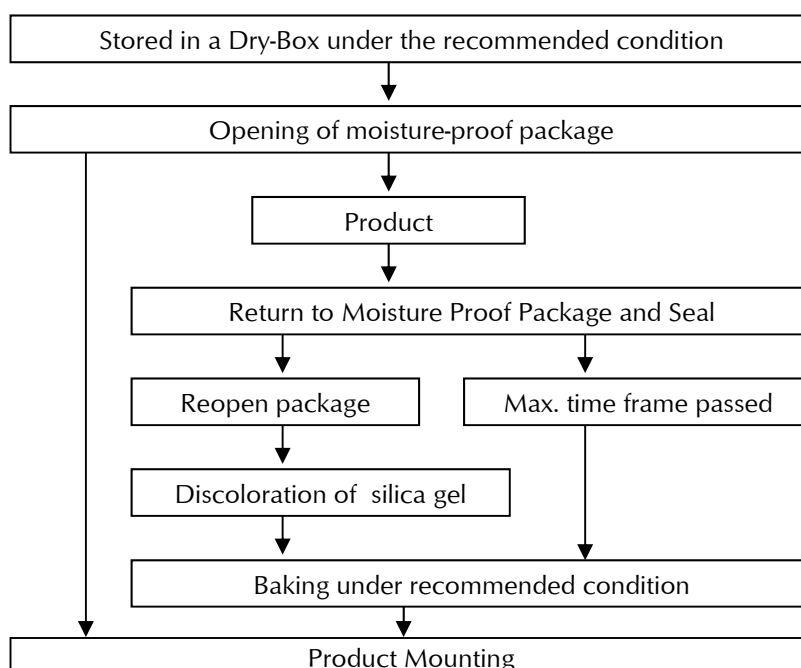 Stored in a Dry-Box under the recommended condition
Opening of moisture-proof package
Product
Return to Moisture Proof Package and Seal
Reopen package
Max. time frame passed
Discoloration of silica gel
Baking under recommended condition
Product Mounting